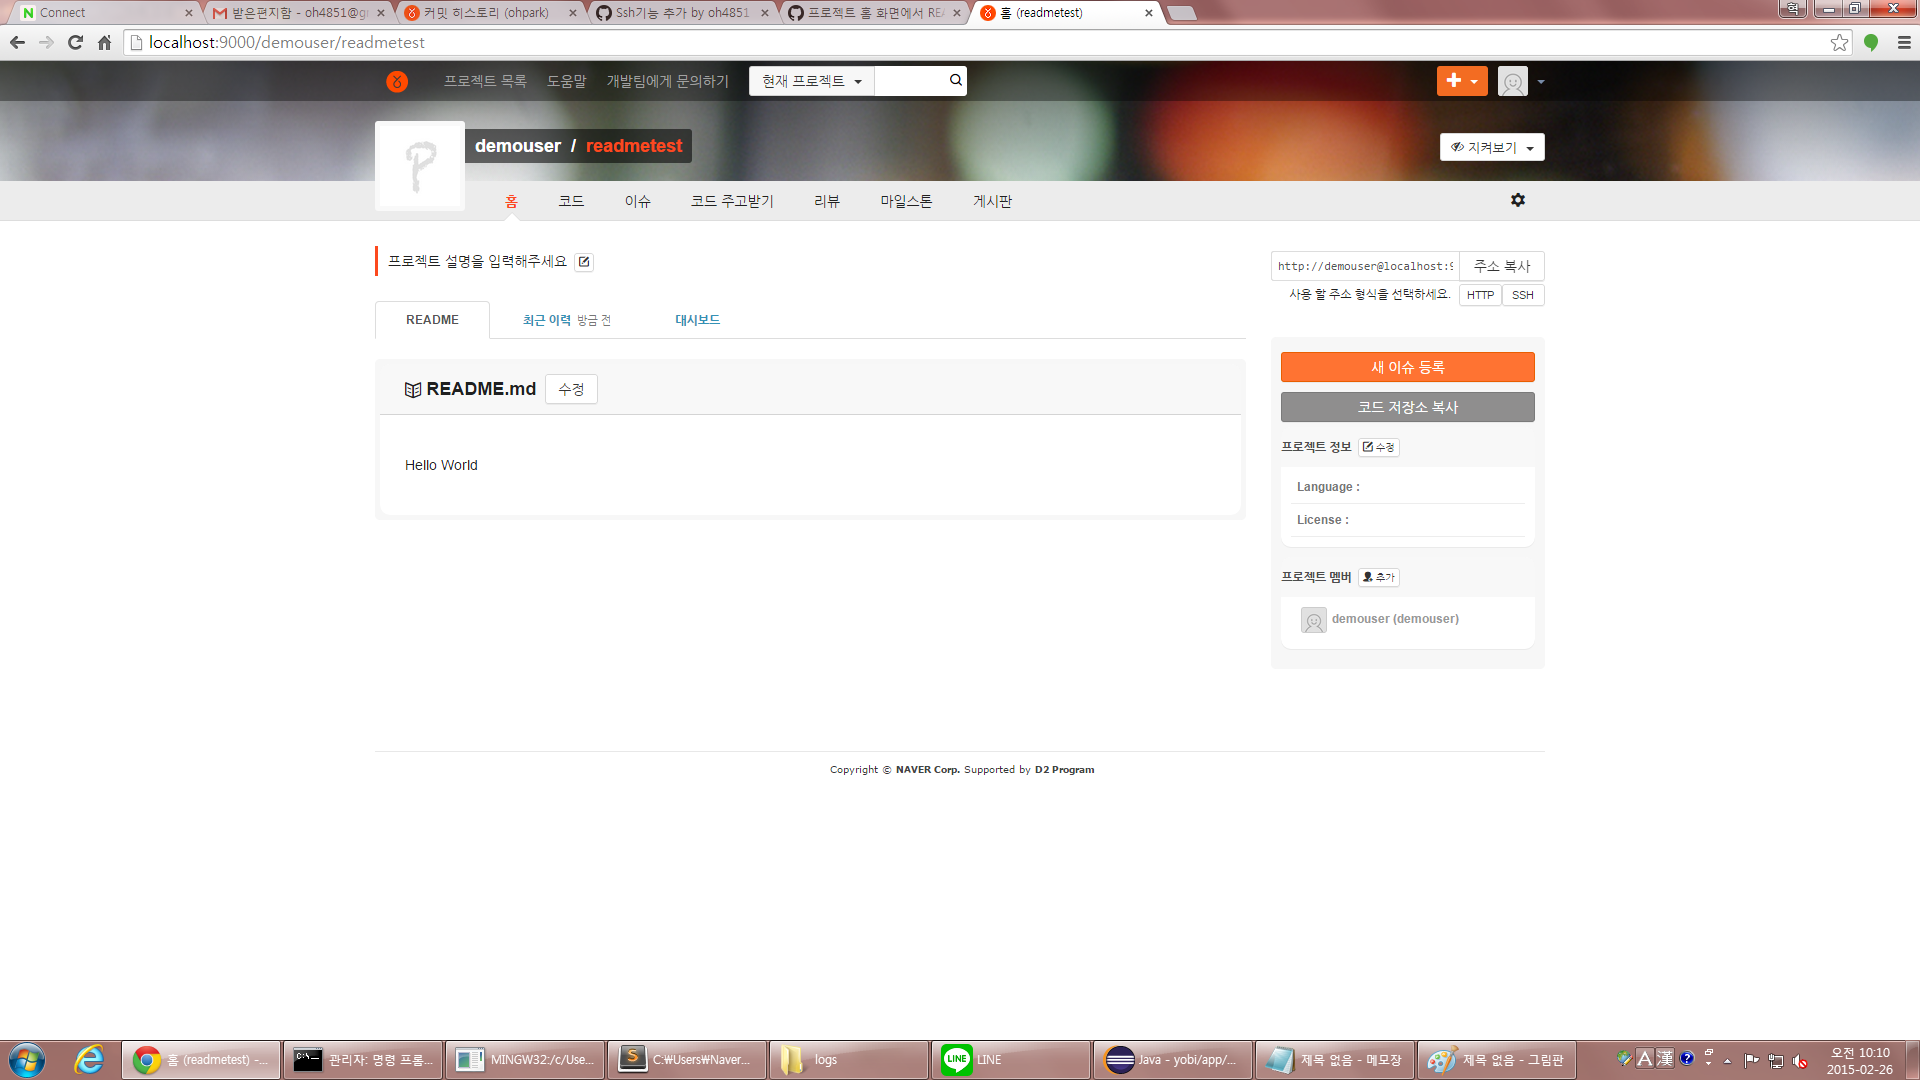 Connect
받은편지함 - oh4851@g
커밋 히스토리 (ohpark)
Ssh기능 추가 by oh4851
프로젝트 홈 화면에서 REA
홈 (readmetest)
혁
localhost:9000/demouser/readmetest
프로젝트 목록
도움말
개발팀에게 문의하기
현재 프로젝트
demouser / readmetest
지켜보기
홈
코드
이슈
코드 주고받기
리뷰
마일스톤
게시판
프로젝트 설명을 입력해주세요
http://demouser@localhost:9
주소 복사
사용 할 주소 형식을 선택하세요.
HTTP
SSH
README
최근 이력 방금 전
대시보드
README.md
수정
Hello World
새 이슈 등록
코드 저장소 복사
프로젝트 정보
수정
Language :
License :
프로젝트 멤버
추가
demouser (demouser)
Copyright © NAVER Corp. Supported by D2 Program
홈 (readmetest) -...
관리자: 명령 프롬...
MINGW32:/c/Use...
C:₩Users₩Naver...
logs
LINE
LINE
Java - yobi/app/...
제목 없음 - 메모장
제목 없음 - 그림판
A
漢
오전 10:10
2015-02-26